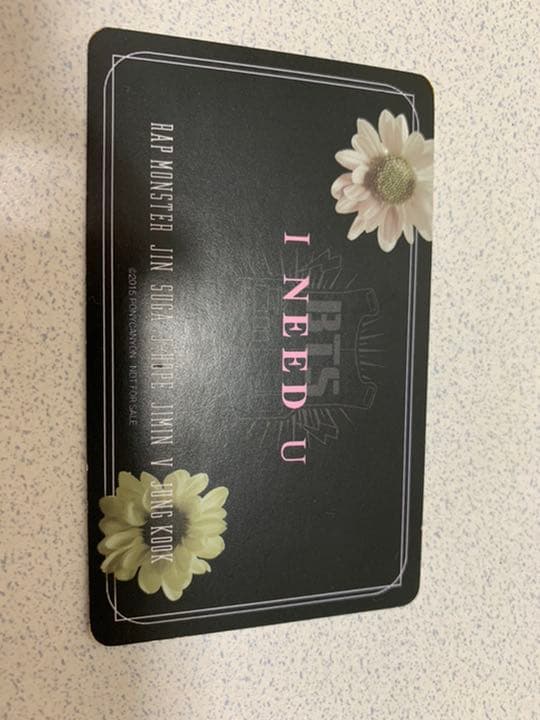 BTS
I NEED U
RAP MONSTER JIN SUGA J-HOPE JIMIN V JUNG KOOK
©2015 PONYCANYON NOT FOR SALE